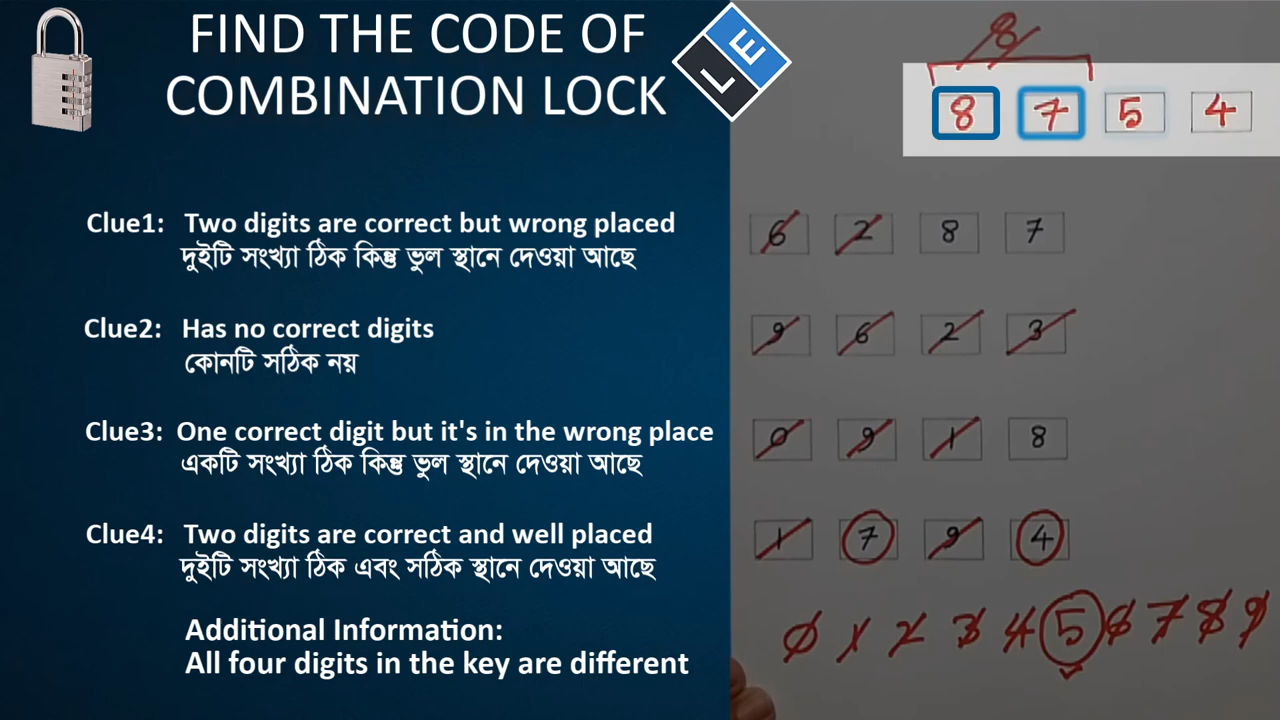 FIND THE CODE OF
COMBINATION LOCK
L E
8
8 7 5 4
Clue1: Two digits are correct but wrong placed
দুইটি সংখ্যা ঠিক কিন্তু ভুল স্থানে দেওয়া আছে
6 2 8 7
Clue2: Has no correct digits
কোনটি সঠিক নয়
9 6 2 3
Clue3: One correct digit but it's in the wrong place
একটি সংখ্যা ঠিক কিন্তু ভুল স্থানে দেওয়া আছে
0 9 1 8
Clue4: Two digits are correct and well placed
দুইটি সংখ্যা ঠিক এবং সঠিক স্থানে দেওয়া আছে
1 7 9 4
Additional Information:
All four digits in the key are different
0 1 2 3 4 5 6 7 8 9